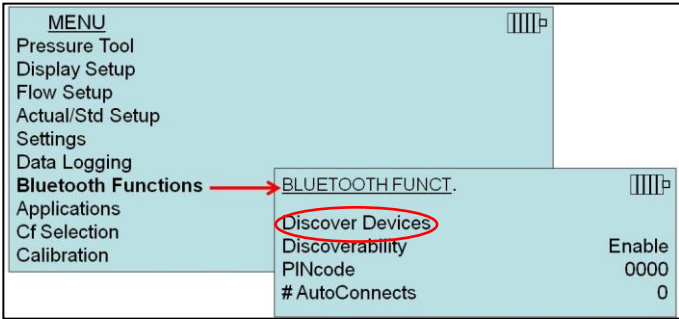 MENU
Pressure Tool
Display Setup
Flow Setup
Actual/Std Setup
Settings
Data Logging
Bluetooth Functions
Applications
Cf Selection
Calibration
BLUETOOTH FUNCT.
Discover Devices
Discoverability Enable
PINcode 0000
# AutoConnects 0